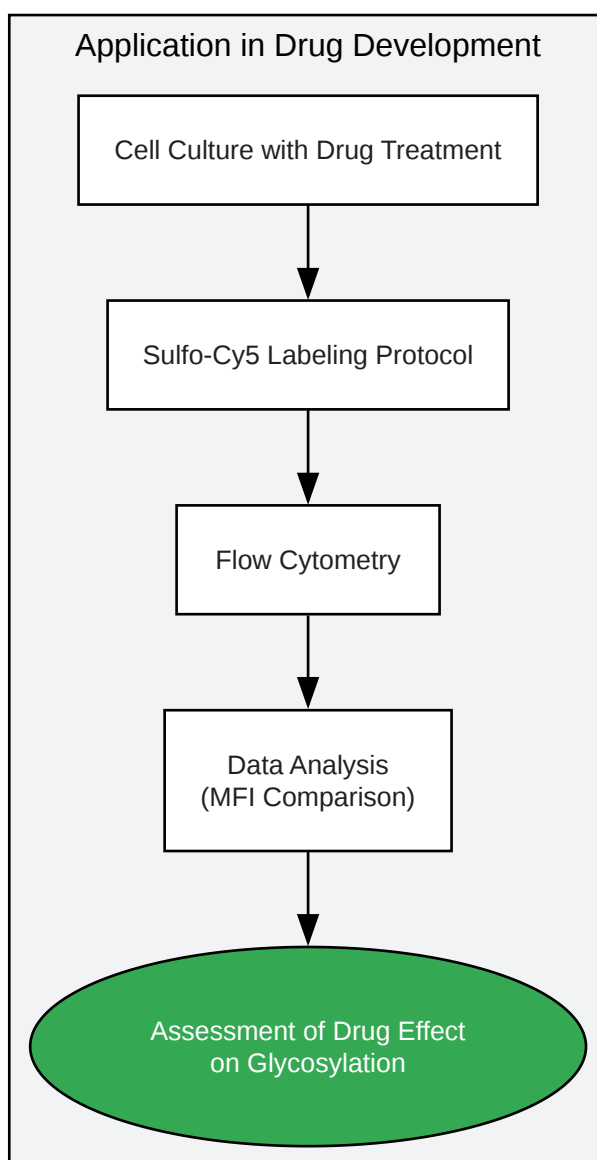 Application in Drug Development
Cell Culture with Drug Treatment
Sulfo-Cy5 Labeling Protocol
Flow Cytometry
Data Analysis
(MFI Comparison)
Assessment of Drug Effect
on Glycosylation